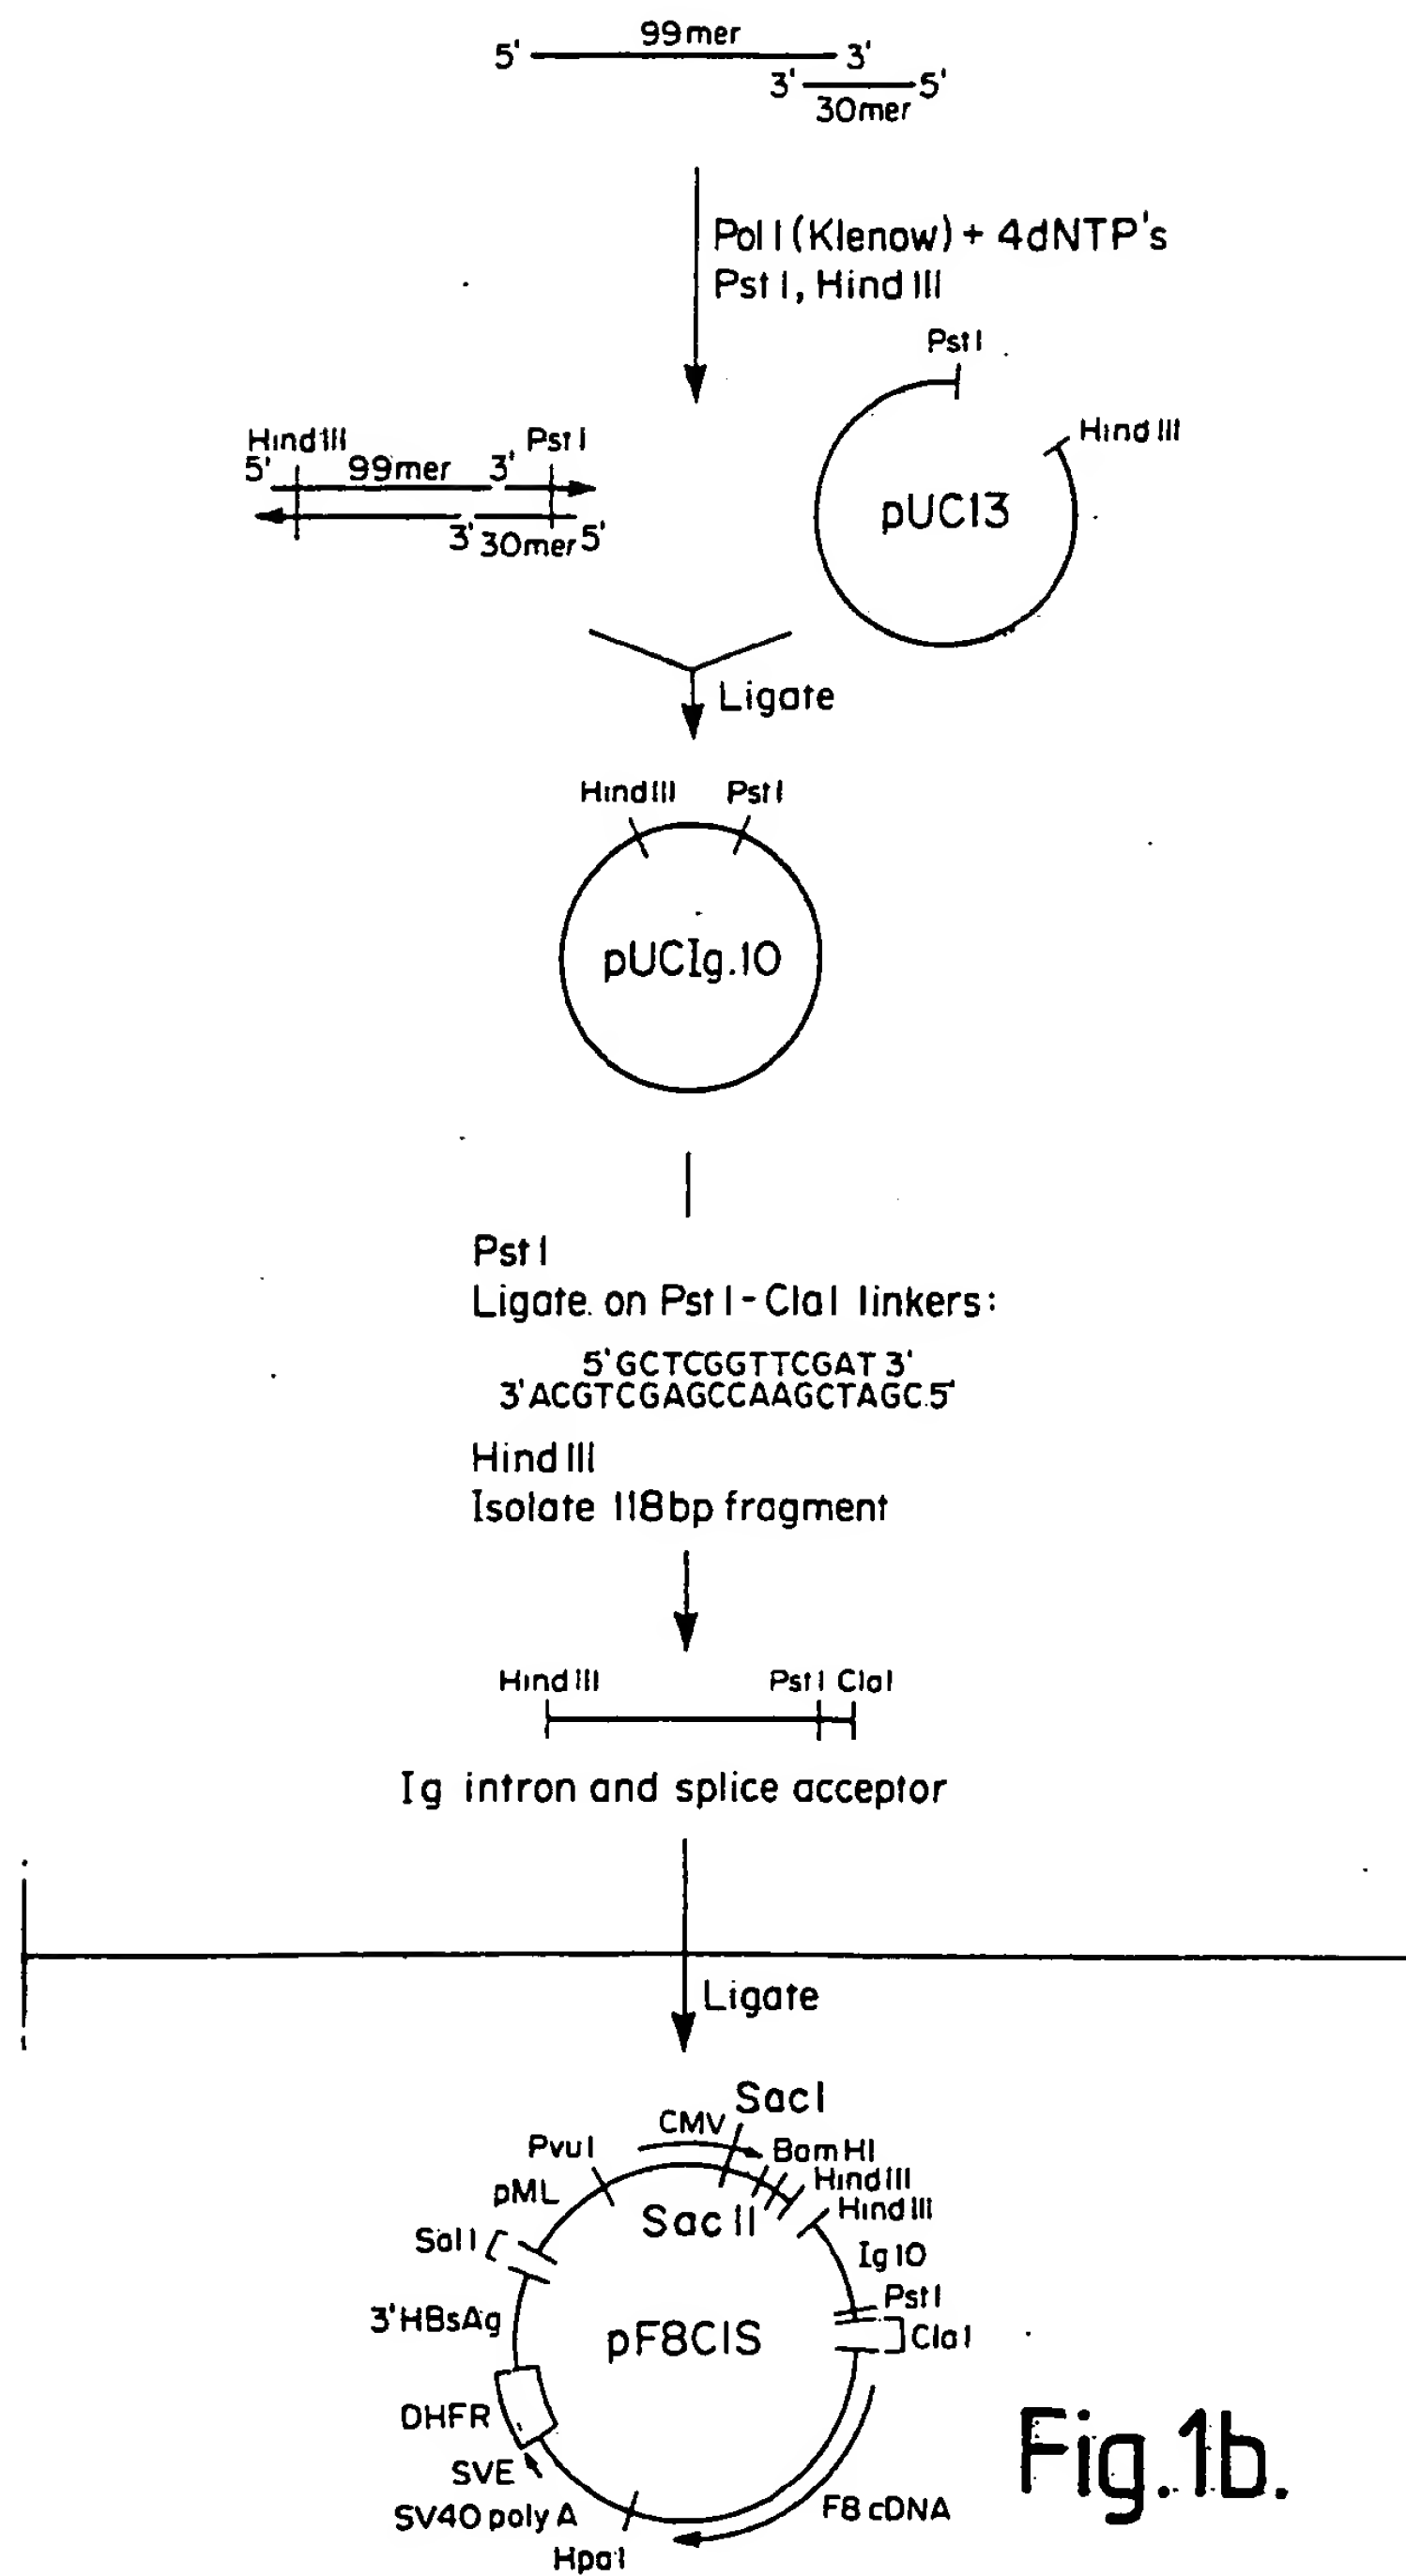 99mer
5' 3'
3' 5'
30mer
Pol I (Klenow) + 4dNTP's
Pst I, Hind III
Pst I
Hind III
pUC13
Hind III Pst I
5' 99mer 3'
3' 30mer 5'
Ligate
Hind III Pst I
pUCIg.10
Pst I
Ligate on Pst I - Cla I linkers:
5' GCTCGGTTCGAT 3'
3' ACGTCGAGCCAAGCTAGC 5'
Hind III
Isolate 118bp fragment
Hind III Pst I Cla I
Ig intron and splice acceptor
Ligate
Sac I
CMV
Pvu I
Bam HI
Hind III
pML
Sac II
Hind III
Sal I
Ig 10
Pst I
3'HBsAg
pF8CIS
Cla I
DHFR
SVE
F8 cDNA
SV40 poly A
Hpa I
Fig.1b.